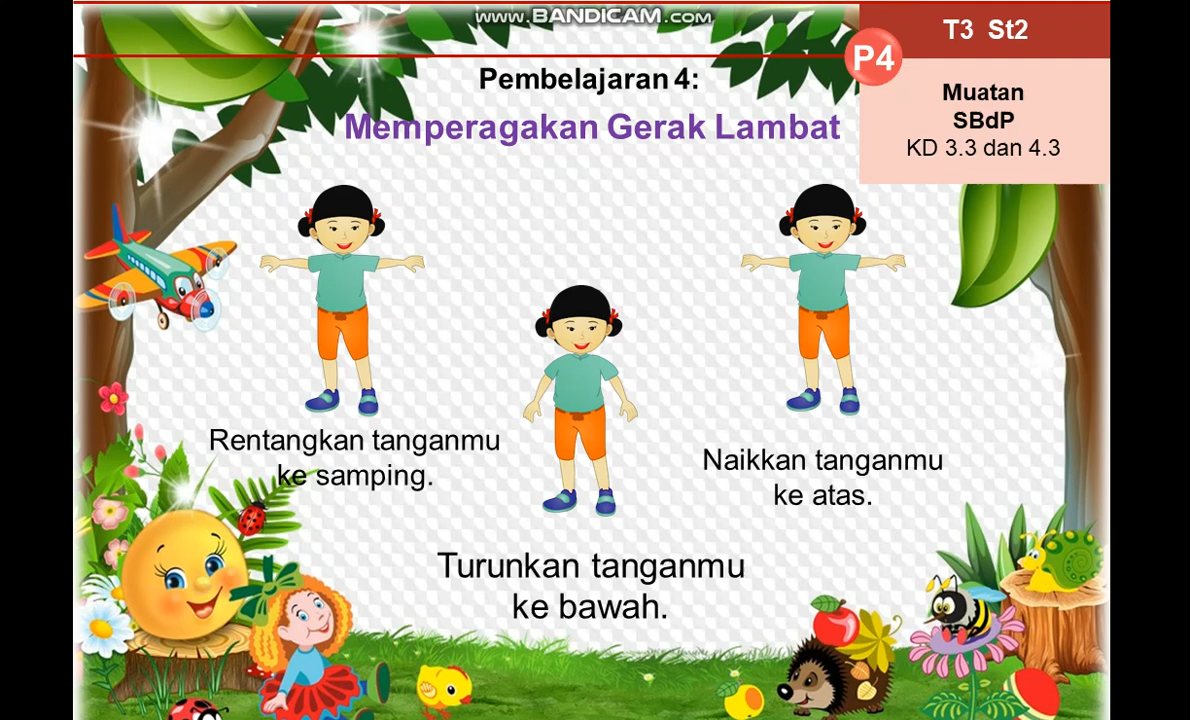 www.BANDICAM.com
T3 St2
P4
Pembelajaran 4:
Memperagakan Gerak Lambat
Muatan
SBdP
KD 3.3 dan 4.3
Rentangkan tanganmu
ke samping.
Naikkan tanganmu
ke atas.
Turunkan tanganmu
ke bawah.